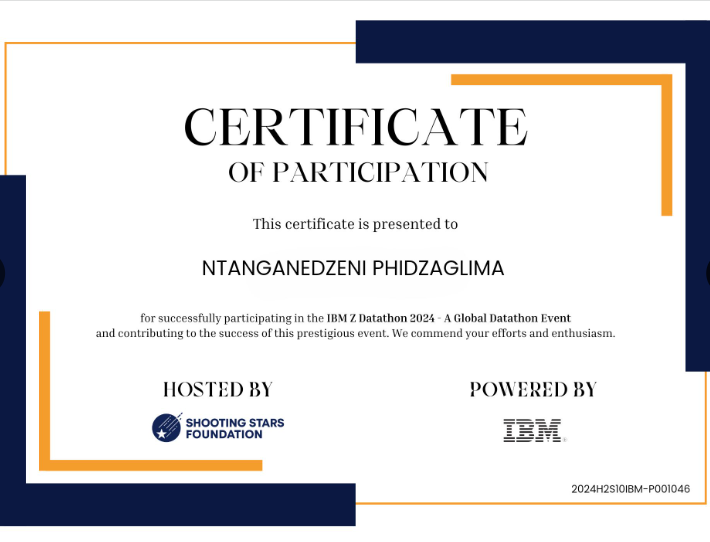 CERTIFICATE
OF PARTICIPATION
This certificate is presented to
NTANGANEDZENI PHIDZAGLIMA
for successfully participating in the IBM Z Datathon 2024 - A Global Datathon Event
and contributing to the success of this prestigious event. We commend your efforts and enthusiasm.
HOSTED BY
SHOOTING STARS
FOUNDATION
POWERED BY
IBM
2024H2S10IBM-P001046